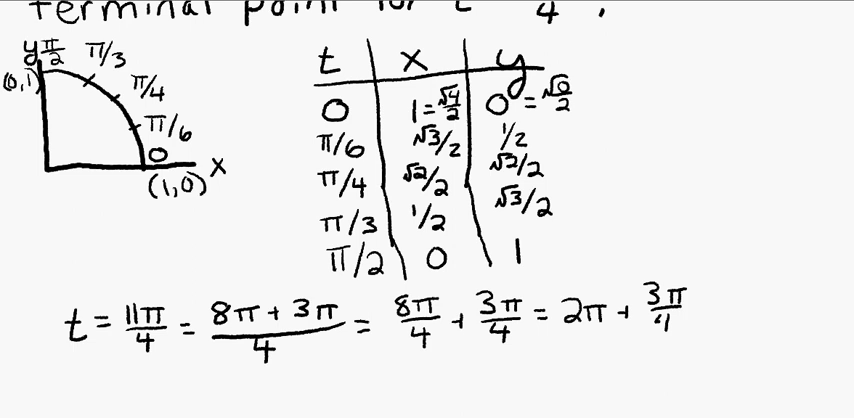 terminal point for t 4 .
y π/2 π/3
(0,1) π/4
π/6
0 x
(1,0)
t x y
0 1=√4/2 0=√0/2
π/6 √3/2 1/2
π/4 √2/2 √2/2
π/3 1/2 √3/2
π/2 0 1
t = 11π/4 = (8π + 3π)/4 = 8π/4 + 3π/4 = 2π + 3π/4